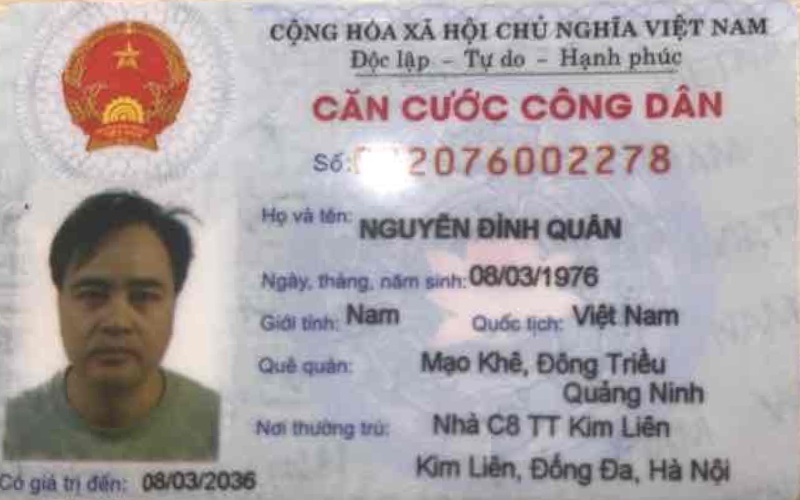 CỘNG HÒA XÃ HỘI CHỦ NGHĨA VIỆT NAM
Độc lập - Tự do - Hạnh phúc
CĂN CƯỚC CÔNG DÂN
Số: 2076002278
Họ và tên: NGUYỄN ĐÌNH QUÂN
Ngày, tháng, năm sinh: 08/03/1976
Giới tính: Nam Quốc tịch: Việt Nam
Quê quán: Mạo Khê, Đông Triều
Quảng Ninh
Nơi thường trú: Nhà C8 TT Kim Liên
Kim Liên, Đống Đa, Hà Nội
Có giá trị đến: 08/03/2036